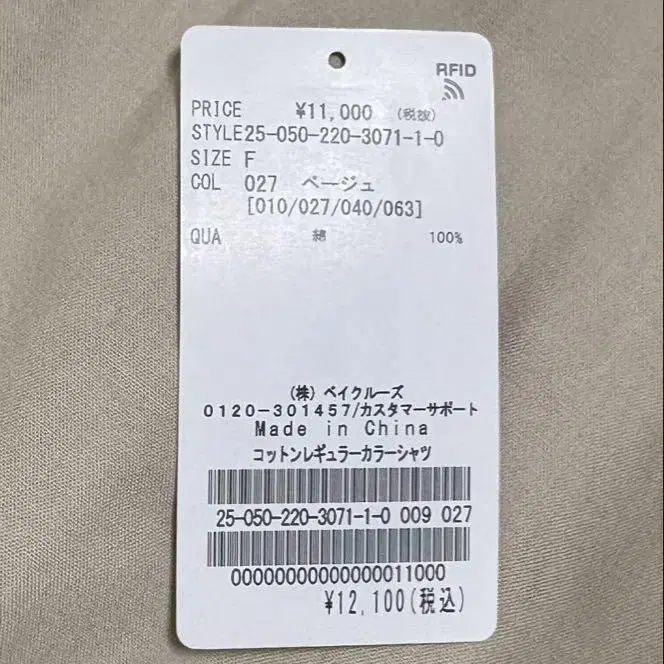 RFID
PRICE ¥11,000 (税抜)
STYLE25-050-220-3071-1-0
SIZE F
COL 027 ベージュ
[010/027/040/063]
QUA 綿 100%
(株) ベイクルーズ
0120-301457/カスタマーサポート
Made in China
コットンレギュラーカラーシャツ
25-050-220-3071-1-0 009 027
00000000000000011000
¥12,100(税込)